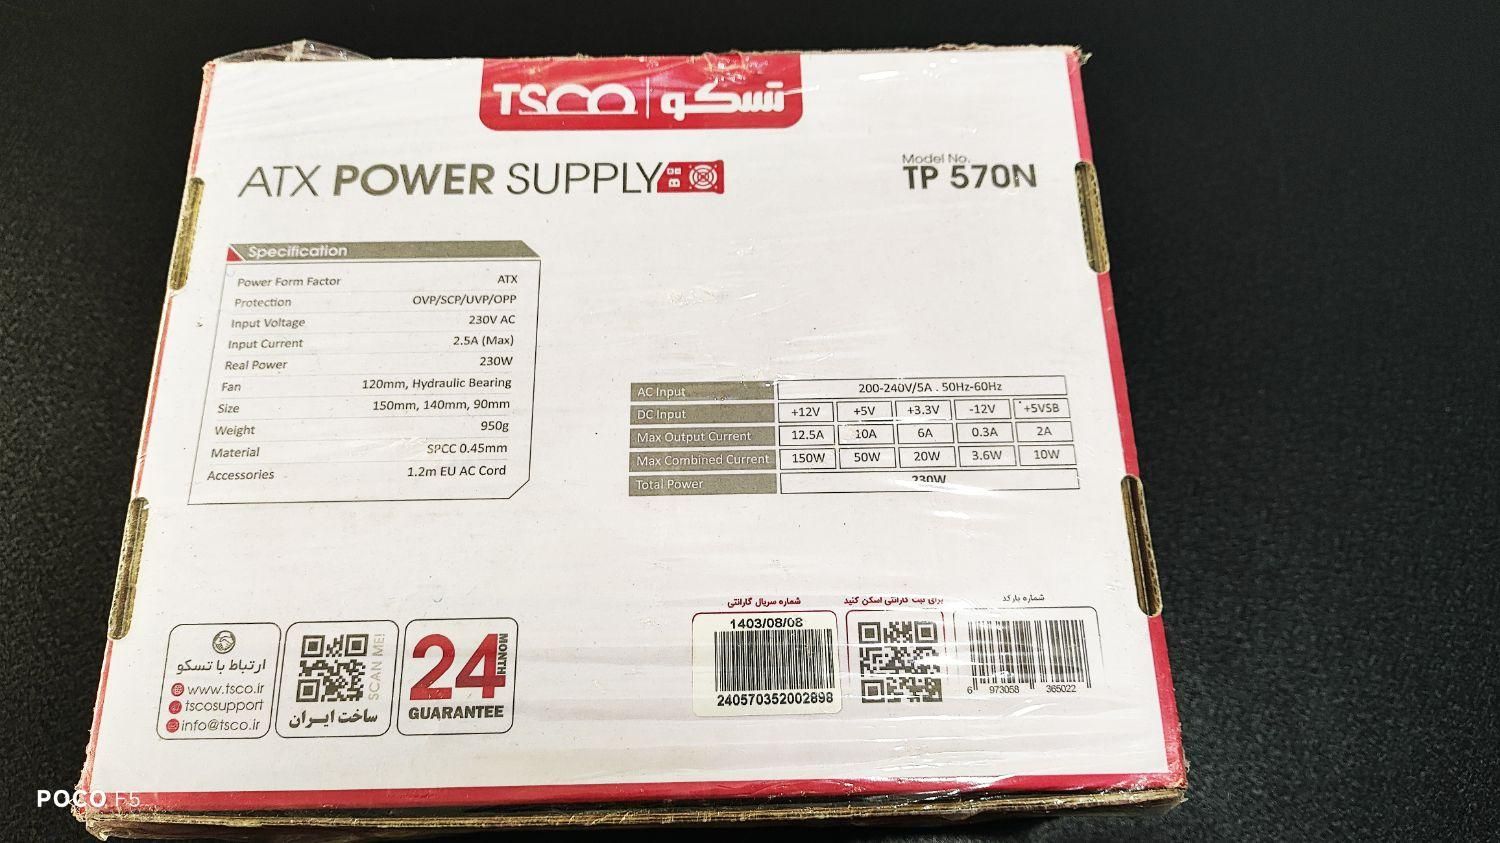 TSCO تسکو
ATX POWER SUPPLY
Model No.
TP 570N
Specification
Power Form Factor ATX
Protection OVP/SCP/UVP/OPP
Input Voltage 230V AC
Input Current 2.5A (Max)
Real Power 230W
Fan 120mm, Hydraulic Bearing
Size 150mm, 140mm, 90mm
Weight 950g
Material SPCC 0.45mm
Accessories 1.2m EU AC Cord
AC Input 200-240V/5A . 50Hz-60Hz
DC Input +12V +5V +3.3V -12V +5VSB
Max Output Current 12.5A 10A 6A 0.3A 2A
Max Combined Current 150W 50W 20W 3.6W 10W
Total Power 230W
ارتباط با تسکو
www.tsco.ir
tscosupport
info@tsco.ir
SCAN ME!
ساخت ایران
24 MONTH
GUARANTEE
شماره سریال گارانتی
1403/08/08
240570352002898
برای ثبت گارانتی اسکن کنید
شماره بارکد
6 973058 365022
POCO F5